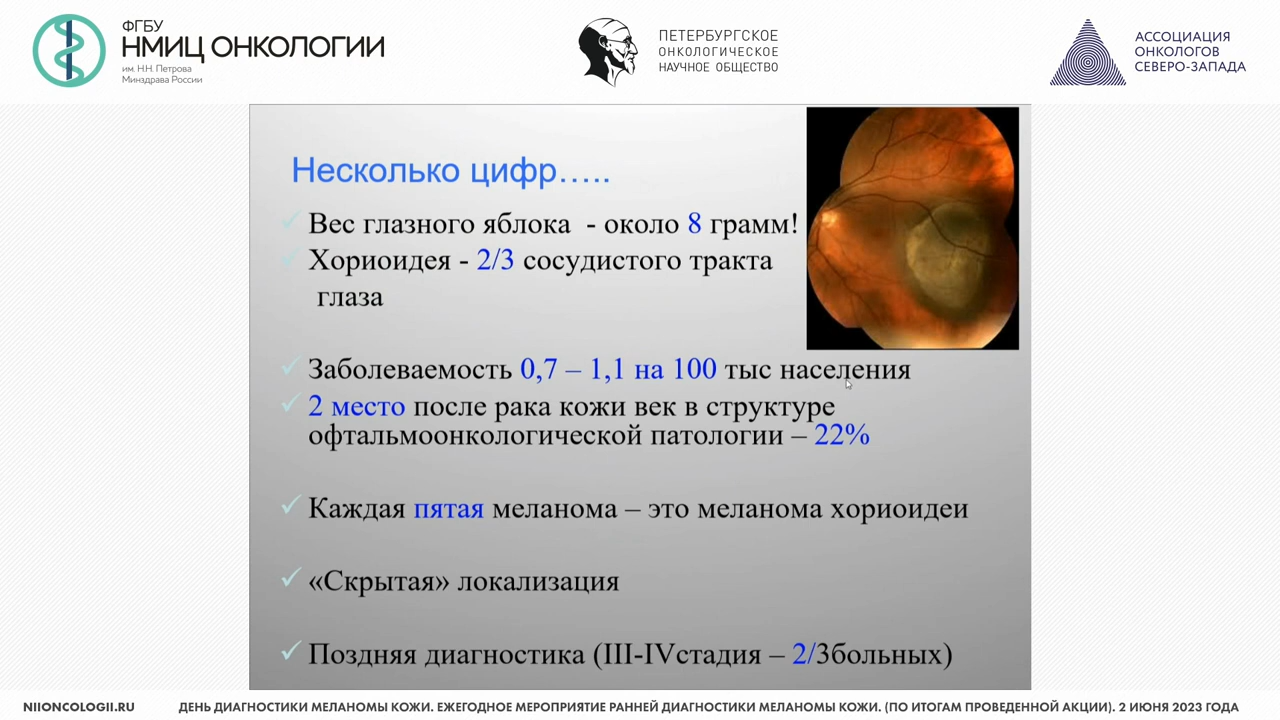 ФГБУ
НМИЦ ОНКОЛОГИИ
им. Н.Н. Петрова
Минздрава России
ПЕТЕРБУРГСКОЕ
ОНКОЛОГИЧЕСКОЕ
НАУЧНОЕ ОБЩЕСТВО
АССОЦИАЦИЯ
ОНКОЛОГОВ
СЕВЕРО-ЗАПАДА
Несколько цифр…..
Вес глазного яблока - около 8 грамм!
Хориоидея - 2/3 сосудистого тракта
глаза
Заболеваемость 0,7 – 1,1 на 100 тыс населения
2 место после рака кожи век в структуре
офтальмоонкологической патологии – 22%
Каждая пятая меланома – это меланома хориоидеи
«Скрытая» локализация
Поздняя диагностика (III-IVстадия – 2/3больных)
NIIONCOLOGII.RU
ДЕНЬ ДИАГНОСТИКИ МЕЛАНОМЫ КОЖИ. ЕЖЕГОДНОЕ МЕРОПРИЯТИЕ РАННЕЙ ДИАГНОСТИКИ МЕЛАНОМЫ КОЖИ. (ПО ИТОГАМ ПРОВЕДЕННОЙ АКЦИИ). 2 ИЮНЯ 2023 ГОДА